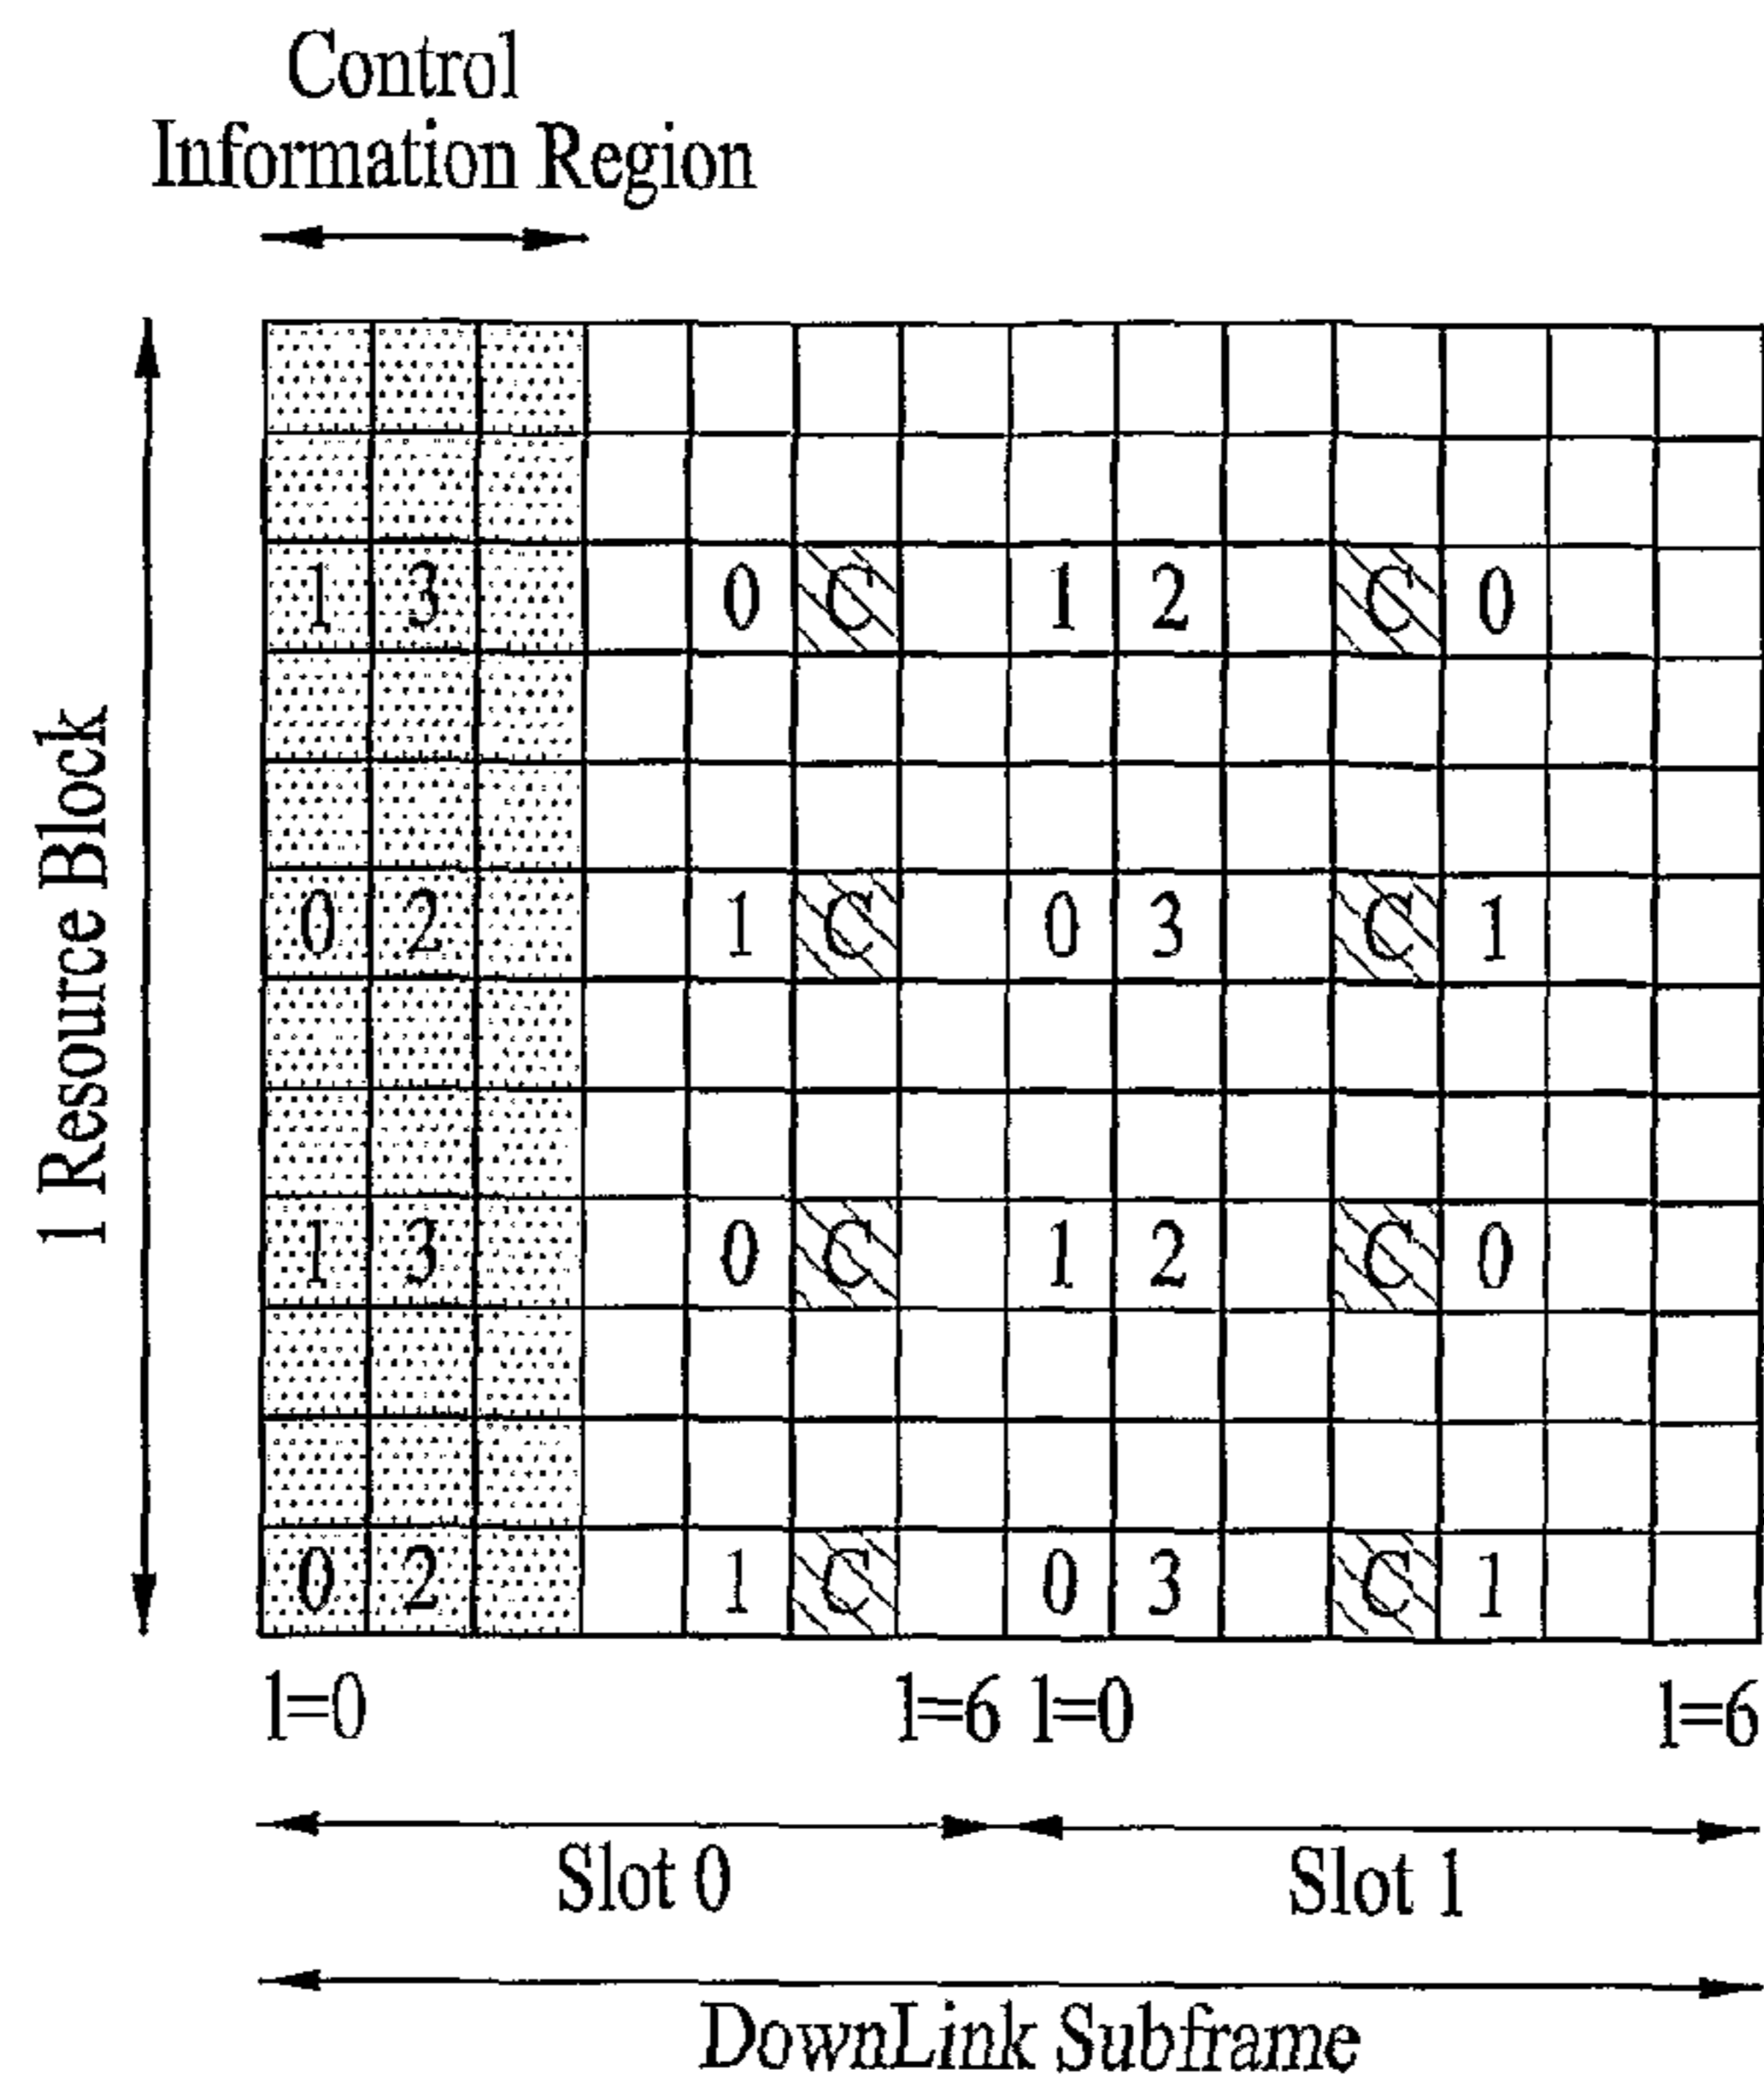 Control
Information Region
1 Resource Block
1 3 0 C 1 2 C 0
0 2 1 C 0 3 C 1
1 3 0 C 1 2 C 0
0 2 1 C 0 3 C 1
l=0 l=6 l=0 l=6
Slot 0 Slot 1
DownLink Subframe